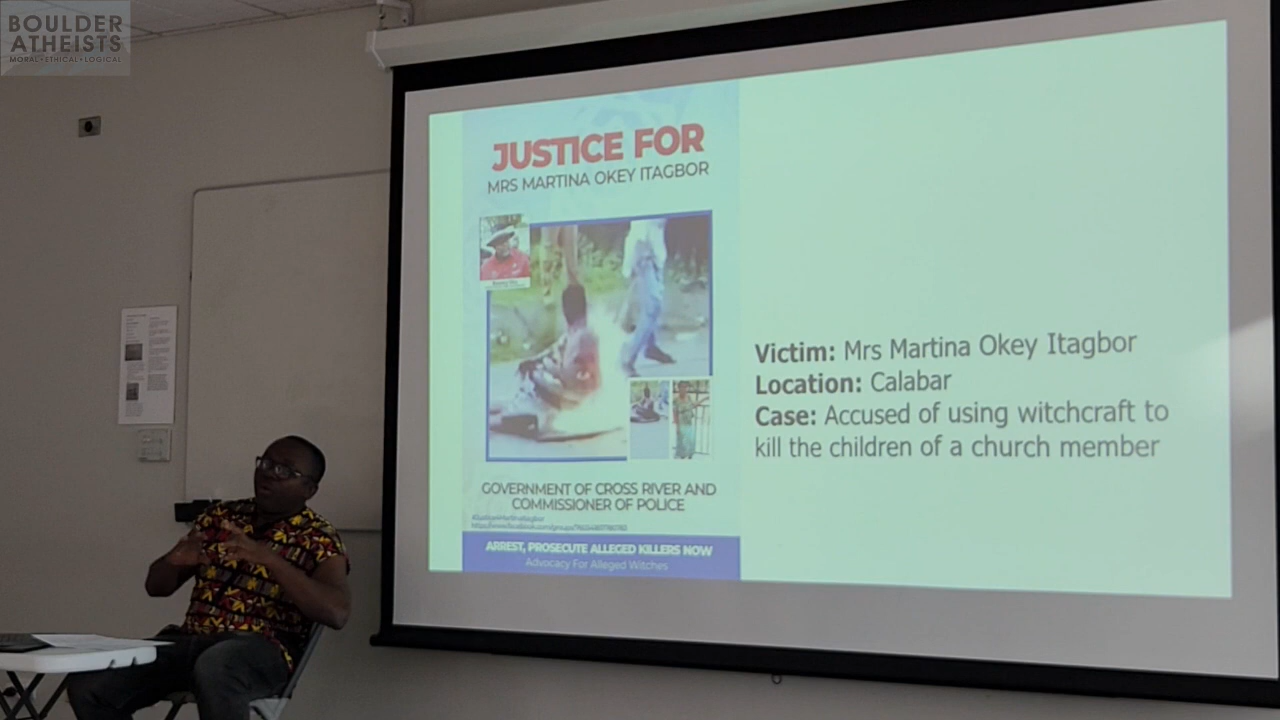 BOULDER
ATHEISTS
MORAL•ETHICAL•LOGICAL
JUSTICE FOR
MRS MARTINA OKEY ITAGBOR
GOVERNMENT OF CROSS RIVER AND
COMMISSIONER OF POLICE
ARREST, PROSECUTE ALLEGED KILLERS NOW
Advocacy For Alleged Witches
Victim: Mrs Martina Okey Itagbor
Location: Calabar
Case: Accused of using witchcraft to
kill the children of a church member